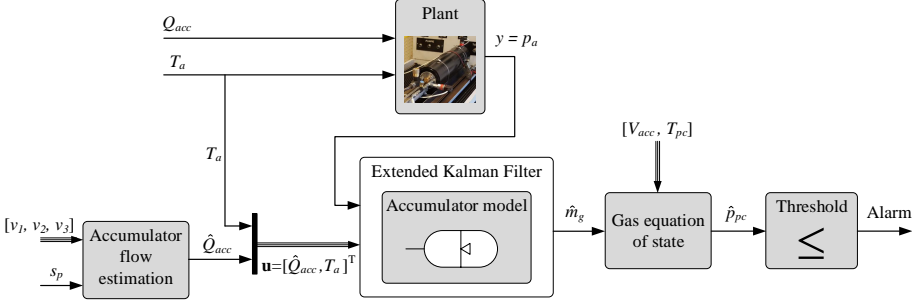 Plant
Q_acc
y = p_a
T_a
T_a
[V_acc, T_pc]
Extended Kalman Filter
Accumulator model
[v_1, v_2, v_3]
Accumulator
flow
estimation
Q̂_acc
s_p
u=[Q̂_acc, T_a]^T
m̂_g
Gas equation
of state
p̂_pc
Threshold
≤
Alarm